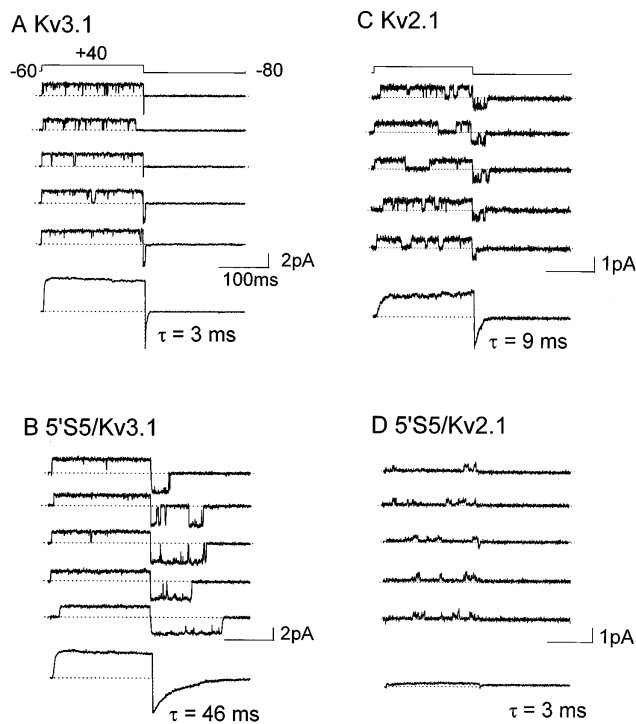 A Kv3.1
-60 +40 -80
2pA
100ms
τ = 3 ms
B 5'S5/Kv3.1
2pA
τ = 46 ms
C Kv2.1
1pA
τ = 9 ms
D 5'S5/Kv2.1
1pA
τ = 3 ms